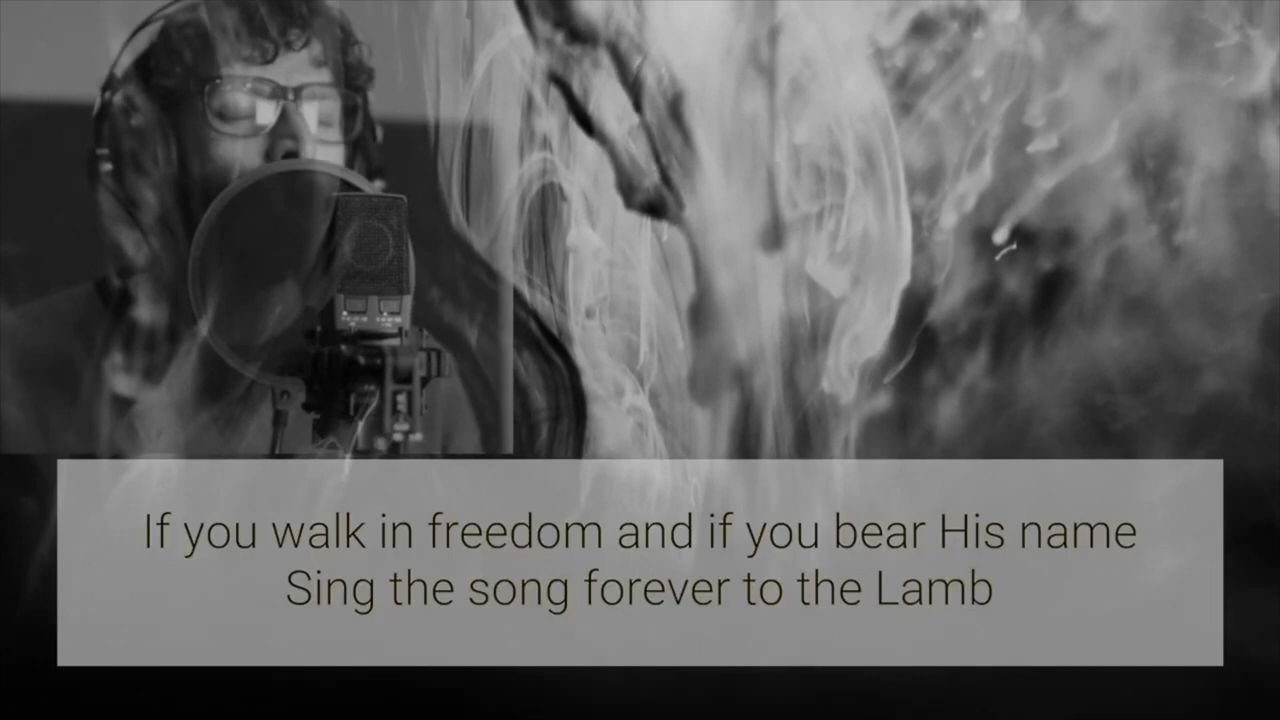 If you walk in freedom and if you bear His name
Sing the song forever to the Lamb